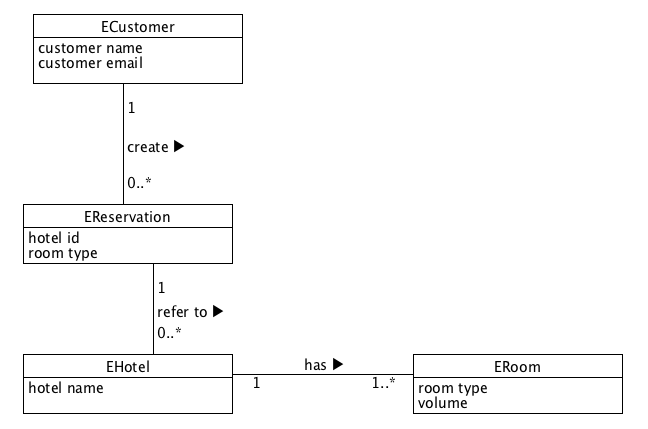 ECustomer
customer name
customer email
1
create ▶
0..*
EReservation
hotel id
room type
1
refer to ▶
0..*
EHotel
hotel name
has ▶
1
1..*
ERoom
room type
volume